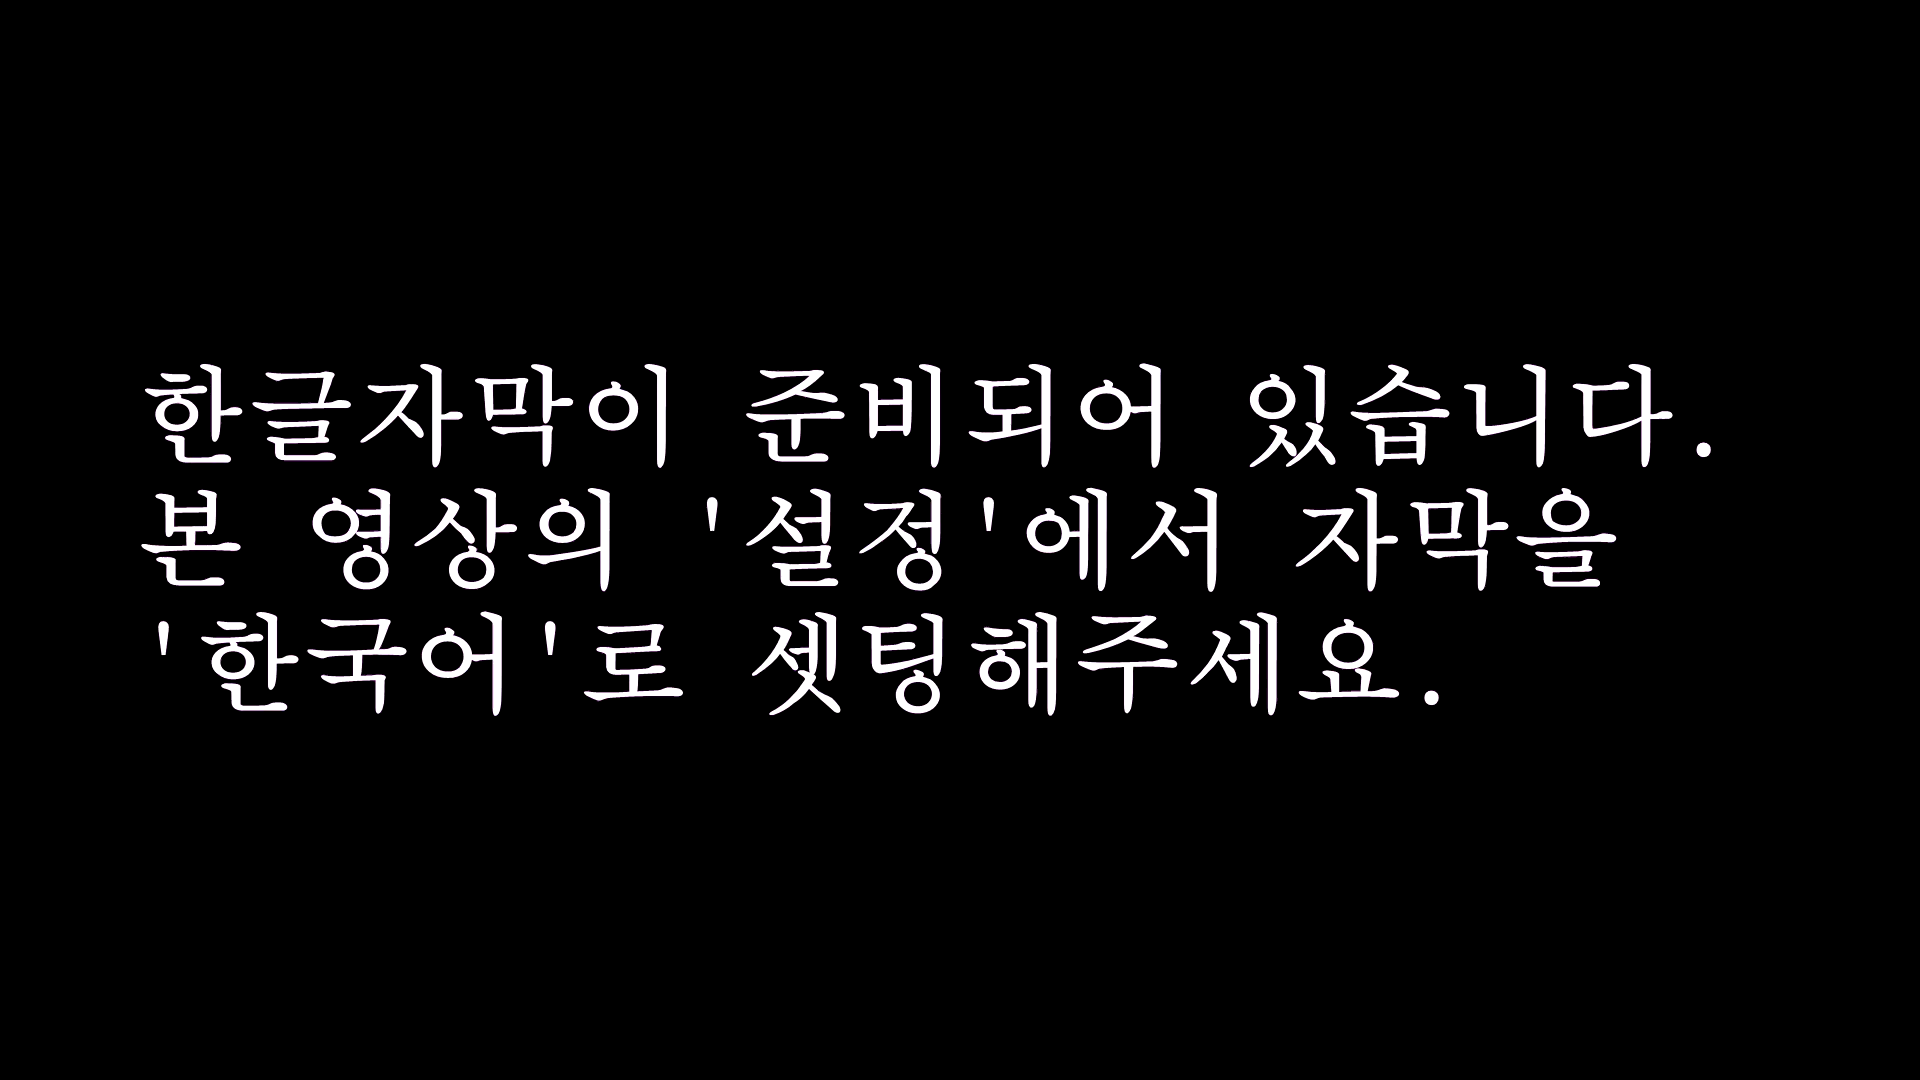 한글자막이 준비되어 있습니다.
본 영상의 '설정'에서 자막을
'한국어'로 셋팅해주세요.